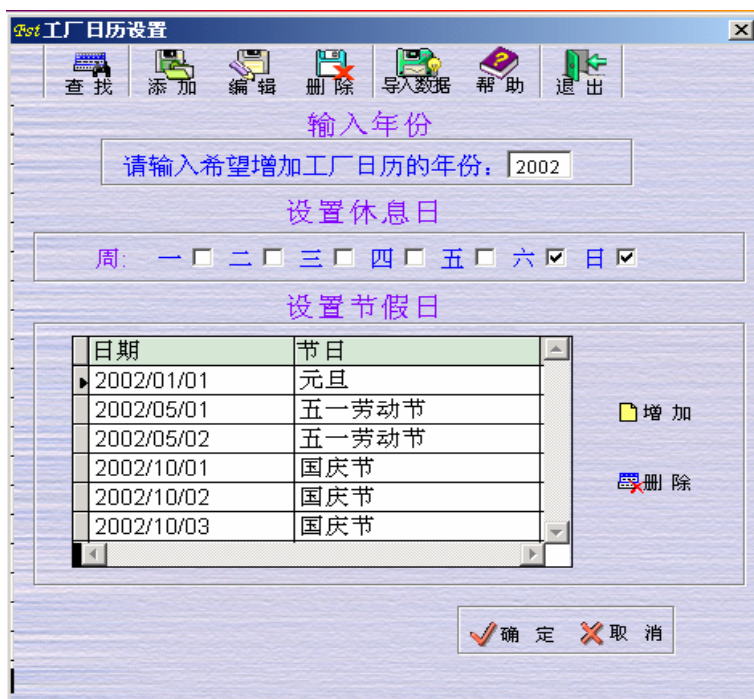 Fst 工厂日历设置
查找 添加 编辑 删除 导入数据 帮助 退出
输入年份
请输入希望增加工厂日历的年份： 2002
设置休息日
周: 一 二 三 四 五 六 日
设置节假日
日期 节日
2002/01/01 元旦
2002/05/01 五一劳动节
增加
2002/05/02 五一劳动节
2002/10/01 国庆节
删除
2002/10/02 国庆节
2002/10/03 国庆节
确定 取消